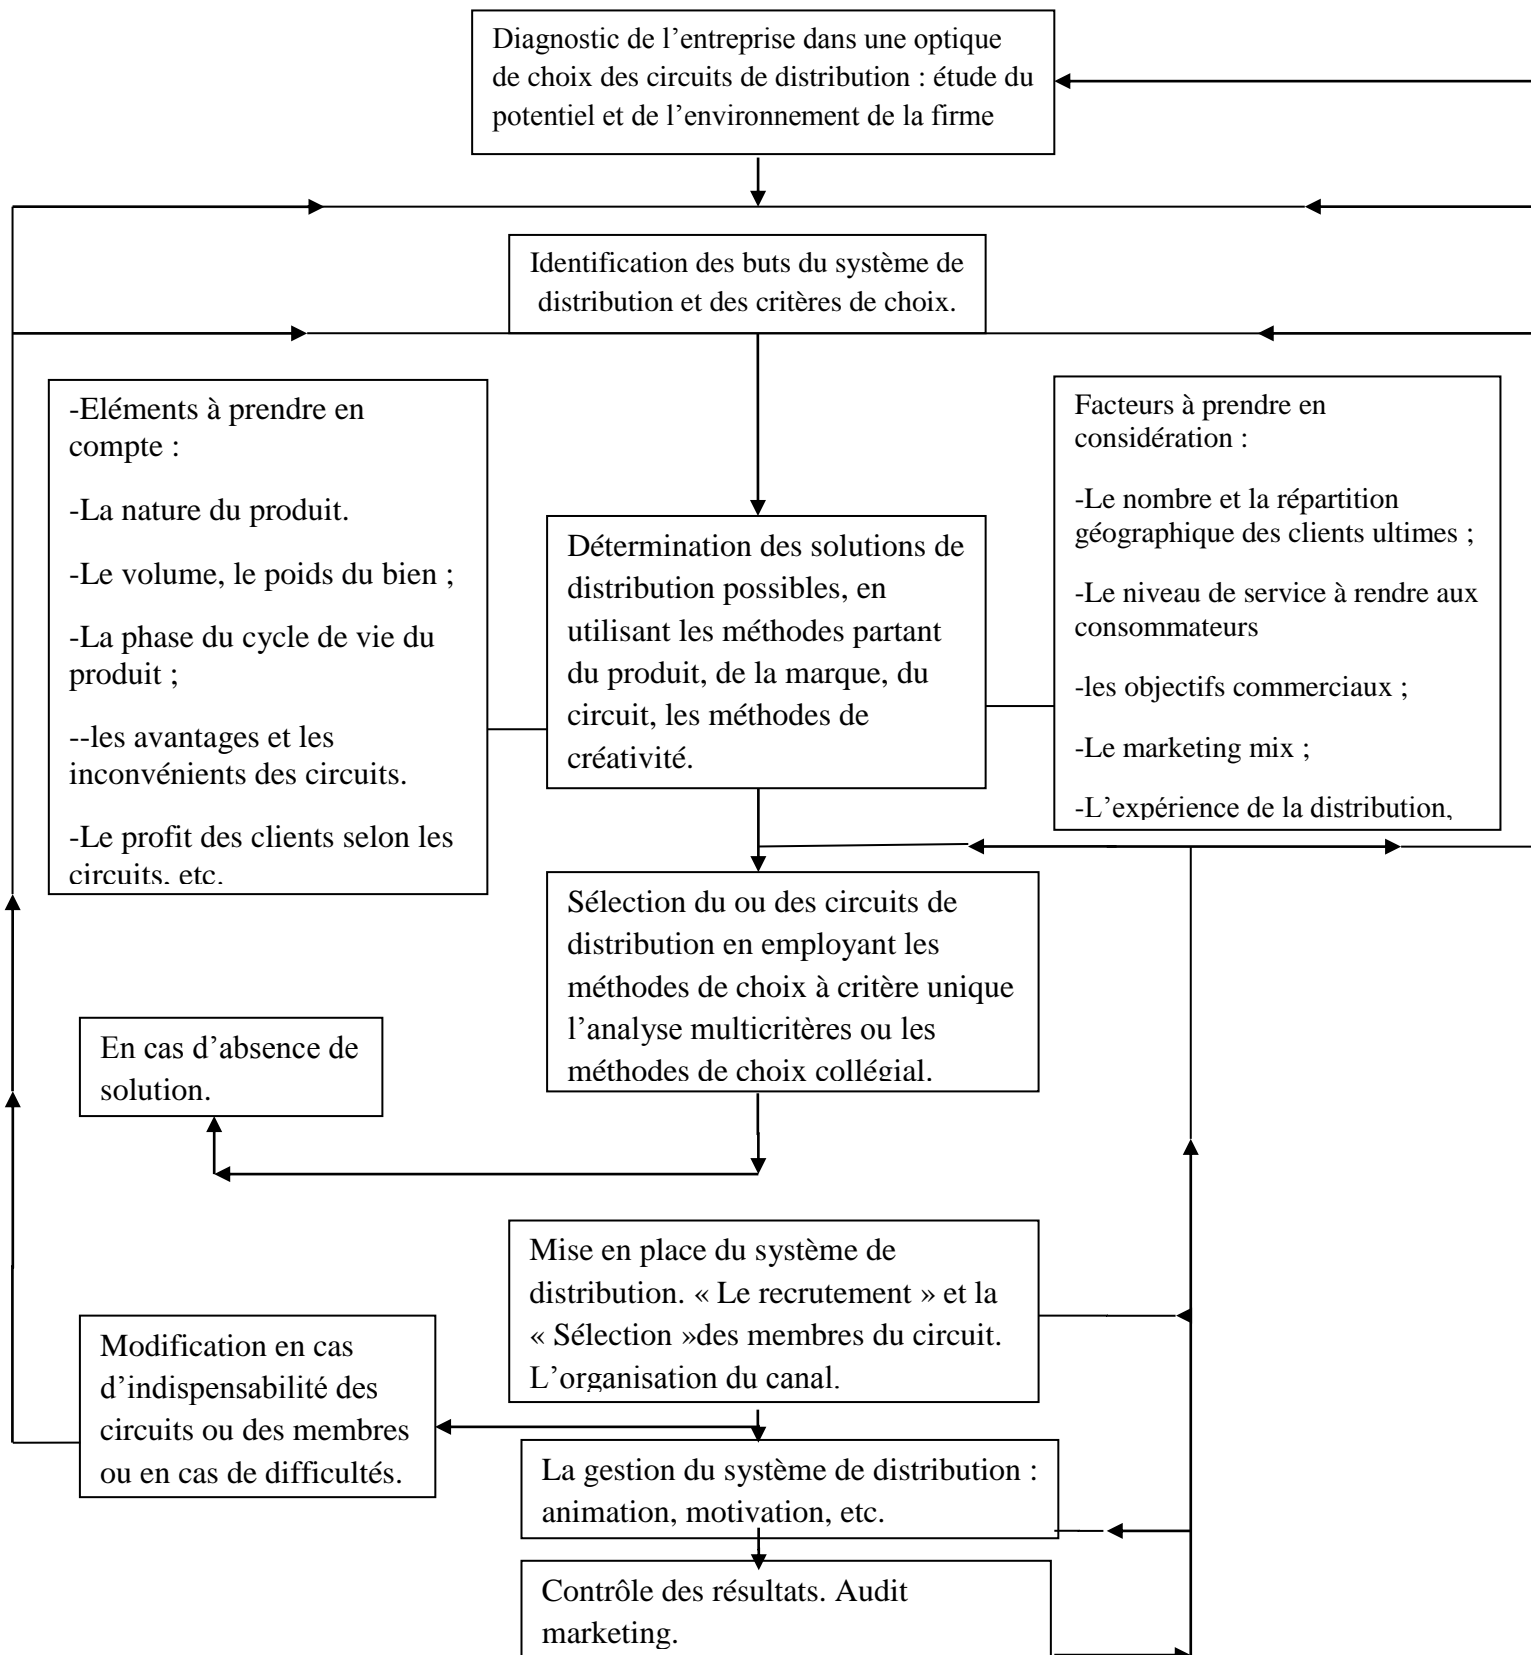 Diagnostic de l’entreprise dans une optique
de choix des circuits de distribution : étude du
potentiel et de l’environnement de la firme
Identification des buts du système de
distribution et des critères de choix.
-Eléments à prendre en
compte :
-La nature du produit.
-Le volume, le poids du bien ;
-La phase du cycle de vie du
produit ;
--les avantages et les
inconvénients des circuits.
-Le profit des clients selon les
circuits, etc.
Détermination des solutions de
distribution possibles, en
utilisant les méthodes partant
du produit, de la marque, du
circuit, les méthodes de
créativité.
Facteurs à prendre en
considération :
-Le nombre et la répartition
géographique des clients ultimes ;
-Le niveau de service à rendre aux
consommateurs
-les objectifs commerciaux ;
-Le marketing mix ;
-L’expérience de la distribution,
Sélection du ou des circuits de
distribution en employant les
méthodes de choix à critère unique
l’analyse multicritères ou les
méthodes de choix collégial.
En cas d’absence de
solution.
Mise en place du système de
distribution. « Le recrutement » et la
« Sélection »des membres du circuit.
L’organisation du canal.
Modification en cas
d’indispensabilité des
circuits ou des membres
ou en cas de difficultés.
La gestion du système de distribution :
animation, motivation, etc.
Contrôle des résultats. Audit
marketing.